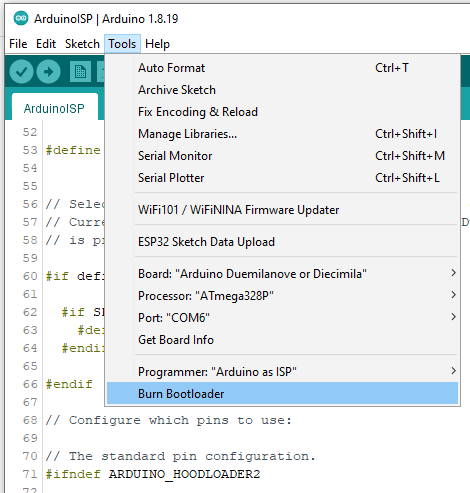 ArduinoISP | Arduino 1.8.19
File Edit Sketch Tools Help
Auto Format Ctrl+T
Archive Sketch
Fix Encoding & Reload
Manage Libraries... Ctrl+Shift+I
Serial Monitor Ctrl+Shift+M
Serial Plotter Ctrl+Shift+L
WiFi101 / WiFiNINA Firmware Updater
ESP32 Sketch Data Upload
Board: "Arduino Duemilanove or Diecimila"
Processor: "ATmega328P"
Port: "COM6"
Get Board Info
Programmer: "Arduino as ISP"
Burn Bootloader
ArduinoISP
52
53 #define
54
55
56 // Selec
57 // Curre
58 // is pr
59
60 #if defi
61
62 #if SP
63 #def
64 #endif
65
66 #endif
67
68 // Configure which pins to use:
69
70 // The standard pin configuration.
71 #ifndef ARDUINO_HOODLOADER2
72